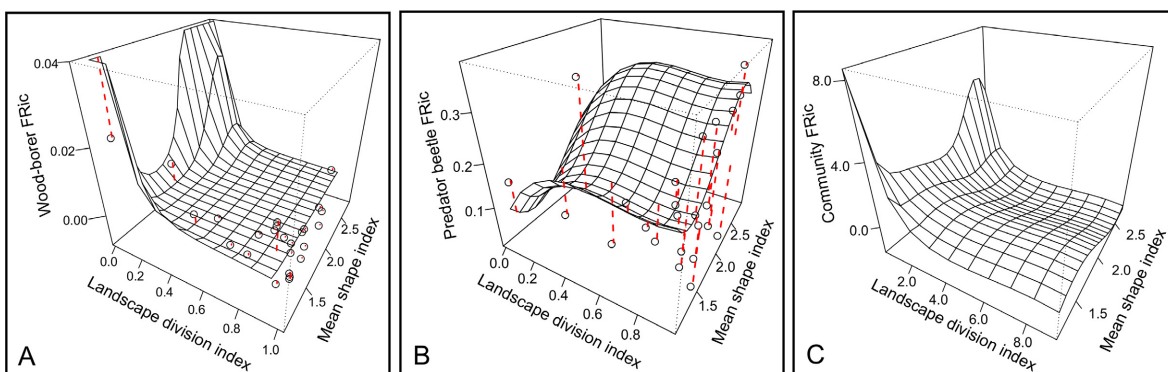 0.04
0.02
0.00
Wood-borer FRic
0.0
0.2
0.4
0.6
0.8
1.0
Landscape division index
1.5
2.0
2.5
Mean shape index
A
0.3
0.2
0.1
Predator beetle FRic
0.0
0.2
0.4
0.6
0.8
Landscape division index
1.5
2.0
2.5
Mean shape index
B
8.0
4.0
0.0
Community FRic
2.0
4.0
6.0
8.0
Landscape division index
1.5
2.0
2.5
Mean shape index
C